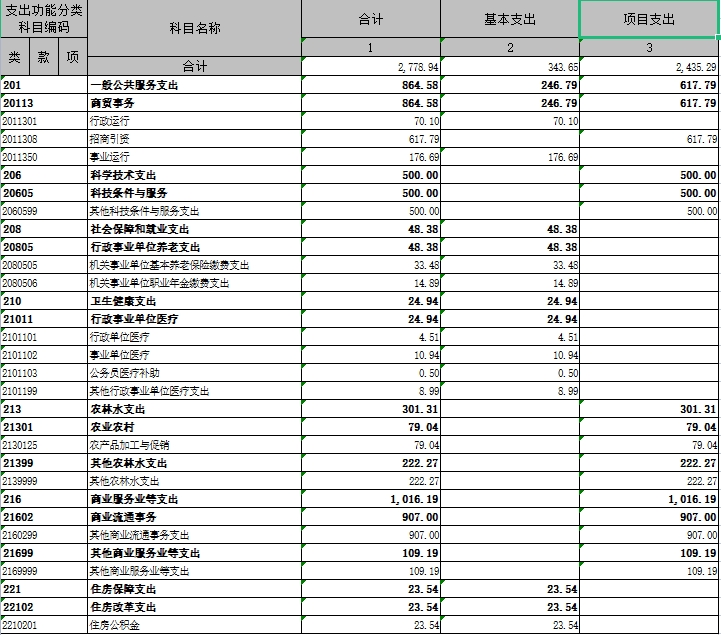 支出功能分类
科目编码 科目名称 合计 基本支出 项目支出
类 款 项 1 2 3
合计 2,778.94 343.65 2,435.29
201 一般公共服务支出 864.58 246.79 617.79
20113 商贸事务 864.58 246.79 617.79
2011301 行政运行 70.10 70.10
2011308 招商引资 617.79 617.79
2011350 事业运行 176.69 176.69
206 科学技术支出 500.00 500.00
20605 科技条件与服务 500.00 500.00
2060599 其他科技条件与服务支出 500.00 500.00
208 社会保障和就业支出 48.38 48.38
20805 行政事业单位养老支出 48.38 48.38
2080505 机关事业单位基本养老保险缴费支出 33.48 33.48
2080506 机关事业单位职业年金缴费支出 14.89 14.89
210 卫生健康支出 24.94 24.94
21011 行政事业单位医疗 24.94 24.94
2101101 行政单位医疗 4.51 4.51
2101102 事业单位医疗 10.94 10.94
2101103 公务员医疗补助 0.50 0.50
2101199 其他行政事业单位医疗支出 8.99 8.99
213 农林水支出 301.31 301.31
21301 农业农村 79.04 79.04
2130125 农产品加工与促销 79.04 79.04
21399 其他农林水支出 222.27 222.27
2139999 其他农林水支出 222.27 222.27
216 商业服务业等支出 1,016.19 1,016.19
21602 商业流通事务 907.00 907.00
2160299 其他商业流通事务支出 907.00 907.00
21699 其他商业服务业等支出 109.19 109.19
2169999 其他商业服务业等支出 109.19 109.19
221 住房保障支出 23.54 23.54
22102 住房改革支出 23.54 23.54
2210201 住房公积金 23.54 23.54